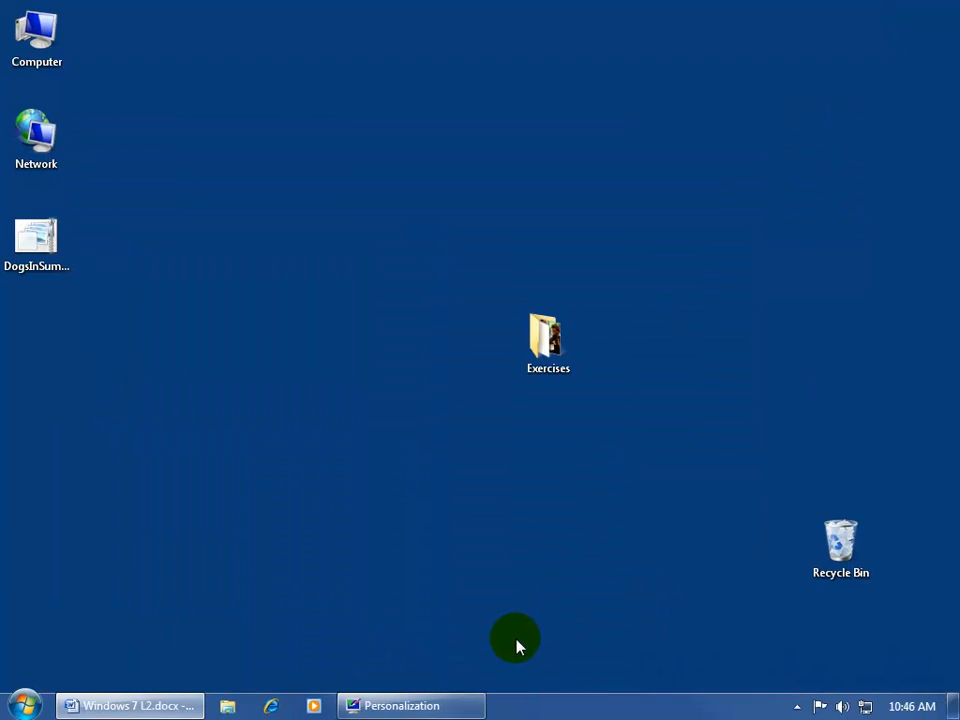 Computer
Network
DogsInSum...
Exercises
Recycle Bin
Windows 7 L2.docx -...
Personalization
10:46 AM